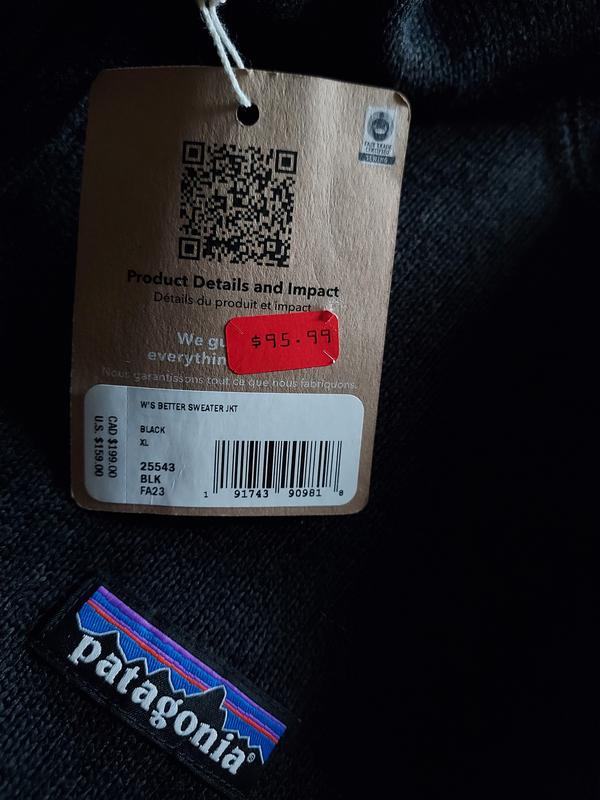 FAIR TRADE
CERTIFIED
SEWING
Product Details and Impact
Détails du produit et impact
We gu
$95.99
everythin
Nous garantissons tout ce que nous fabriquons.
CAD $199.00
U.S. $159.00
W'S BETTER SWEATER JKT
BLACK
XL
25543
BLK
FA23
1 91743 90981 8
patagonia®